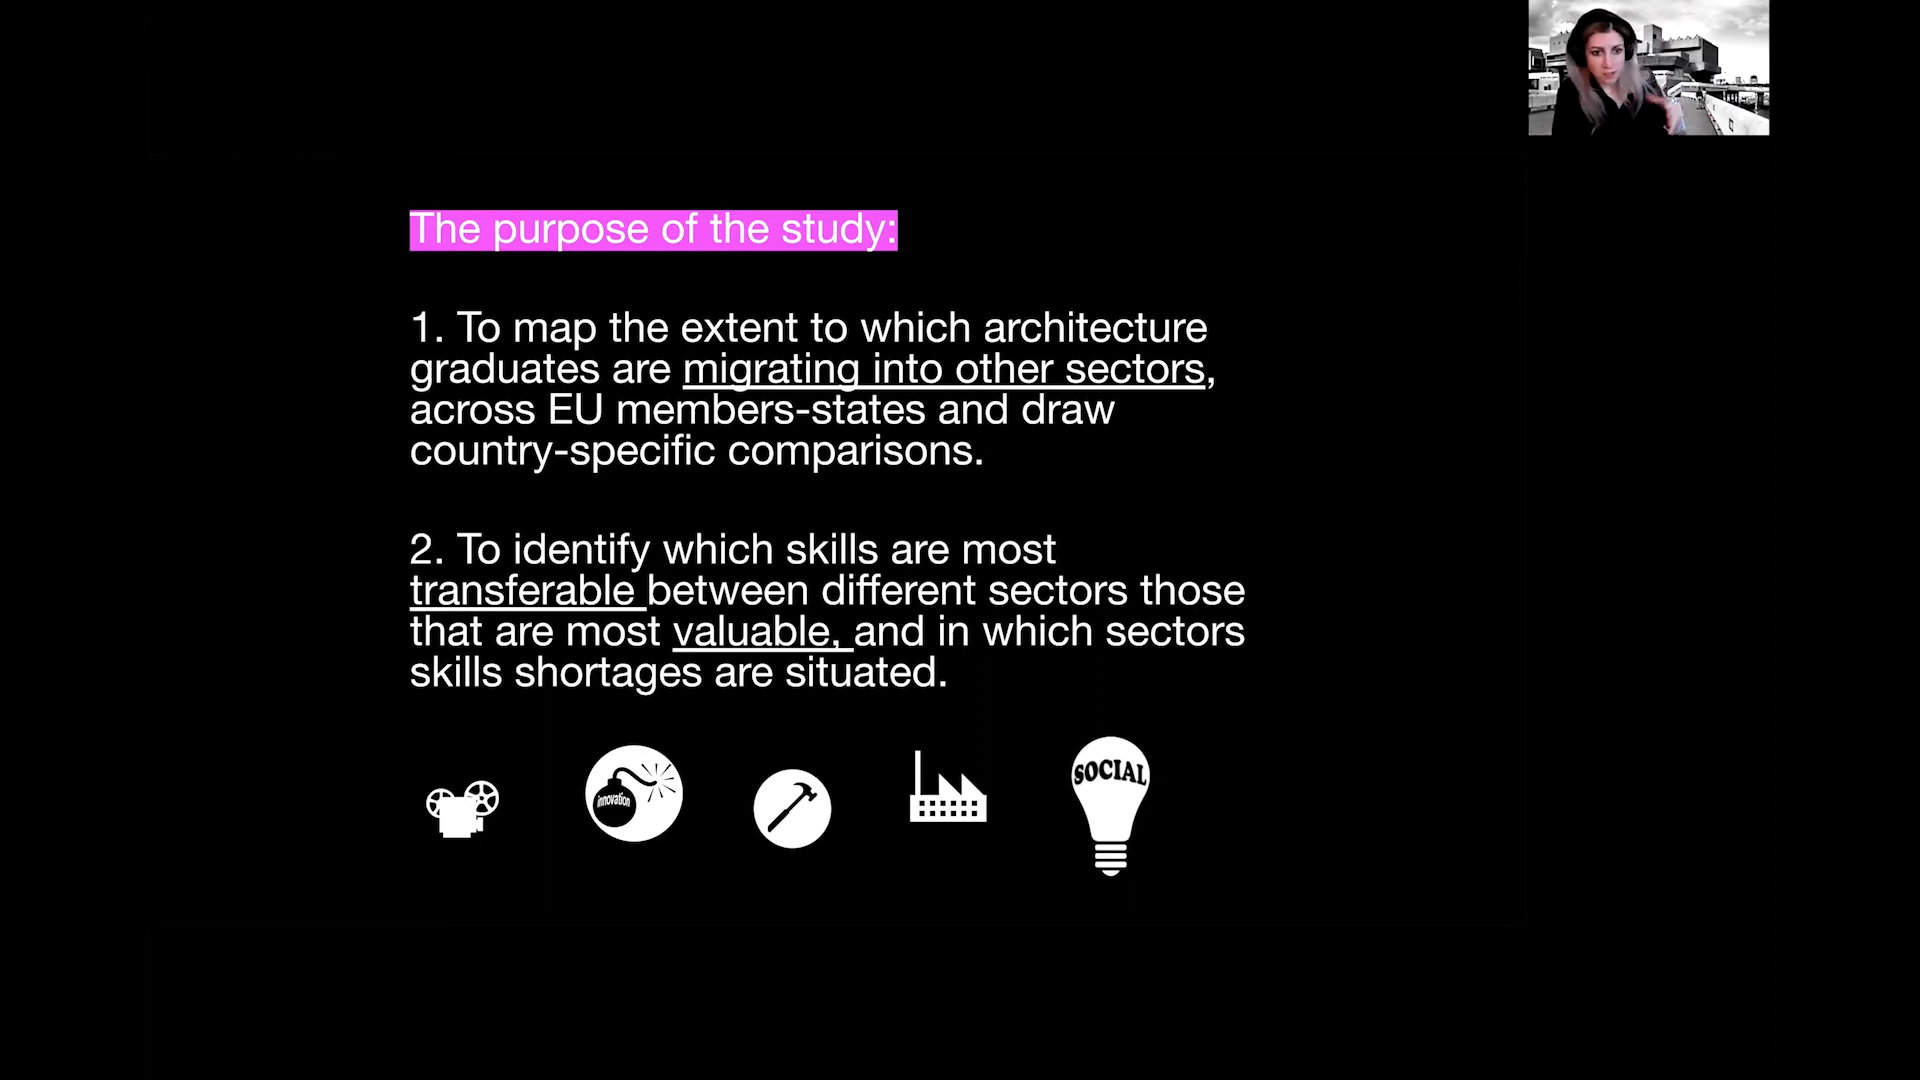 The purpose of the study:
1. To map the extent to which architecture
graduates are migrating into other sectors,
across EU members-states and draw
country-specific comparisons.
2. To identify which skills are most
transferable between different sectors those
that are most valuable, and in which sectors
skills shortages are situated.
innovation
SOCIAL